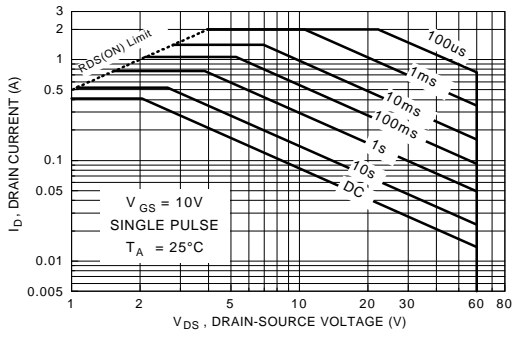 3
2
1
0.5
0.1
0.05
0.01
0.005
I D, DRAIN CURRENT (A)
RDS(ON) Limit
100us
1ms
10ms
100ms
1s
10s
DC
V GS = 10V
SINGLE PULSE
T A = 25°C
1 2 5 10 20 30 60 80
V DS , DRAIN-SOURCE VOLTAGE (V)